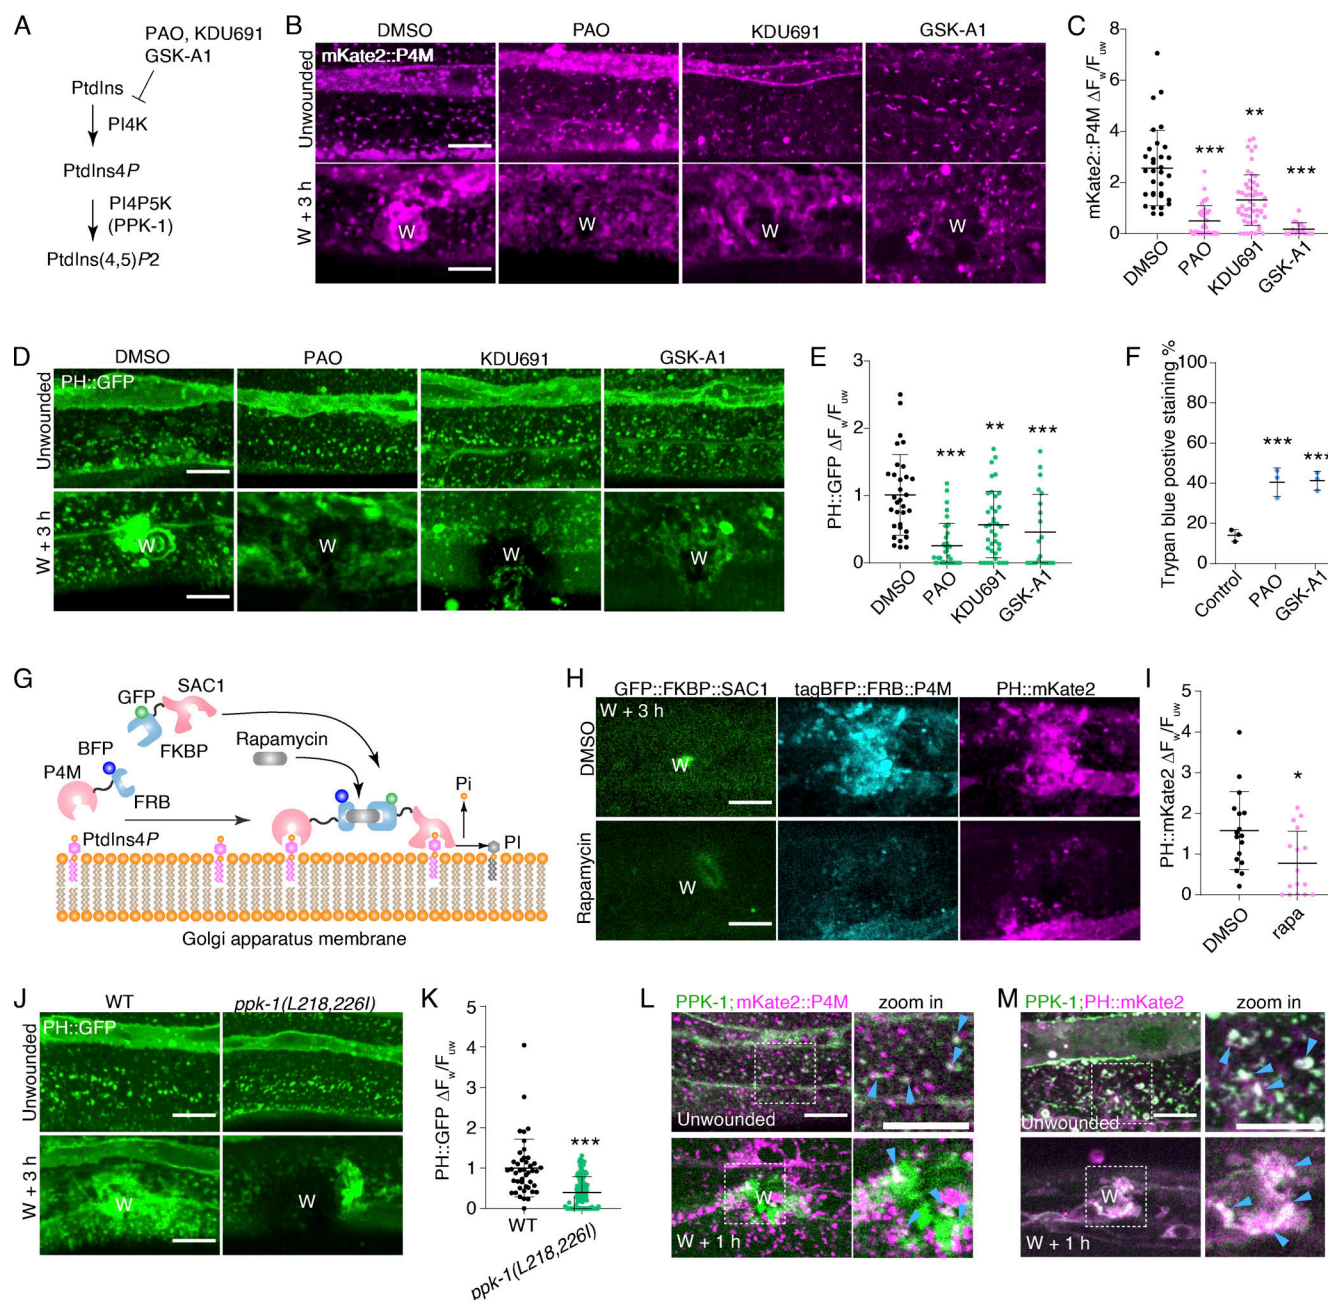 A
PAO, KDU691
GSK-A1
PtdIns
PI4K
PtdIns4P
PI4P5K
(PPK-1)
PtdIns(4,5)P2
B
DMSO
PAO
KDU691
GSK-A1
Unwounded
mKate2::P4M
W + 3 h
W
W
W
W
C
mKate2::P4M ΔFw/Fuw
8
6
4
2
0
***
**
***
DMSO
PAO
KDU691
GSK-A1
D
DMSO
PAO
KDU691
GSK-A1
Unwounded
PH::GFP
W + 3 h
W
W
W
W
E
PH::GFP ΔFw/Fuw
3
2
1
0
***
**
***
DMSO
PAO
KDU691
GSK-A1
F
Trypan blue postive staining %
100
80
60
40
20
0
***
***
Control
PAO
GSK-A1
G
GFP
SAC1
BFP
FKBP
Rapamycin
P4M
FRB
Pi
PtdIns4P
PI
Golgi apparatus membrane
H
GFP::FKBP::SAC1
tagBFP::FRB::P4M
PH::mKate2
W + 3 h
DMSO
W
Rapamycin
W
I
PH::mKate2 ΔFw/Fuw
5
4
3
2
1
0
*
DMSO
rapa
J
WT
ppk-1(L218,226I)
Unwounded
PH::GFP
W + 3 h
W
W
K
PH::GFP ΔFw/Fuw
5
4
3
2
1
0
***
WT
ppk-1(L218,226I)
L
PPK-1;mKate2::P4M
zoom in
Unwounded
W
W + 1 h
M
PPK-1;PH::mKate2
zoom in
Unwounded
W
W + 1 h